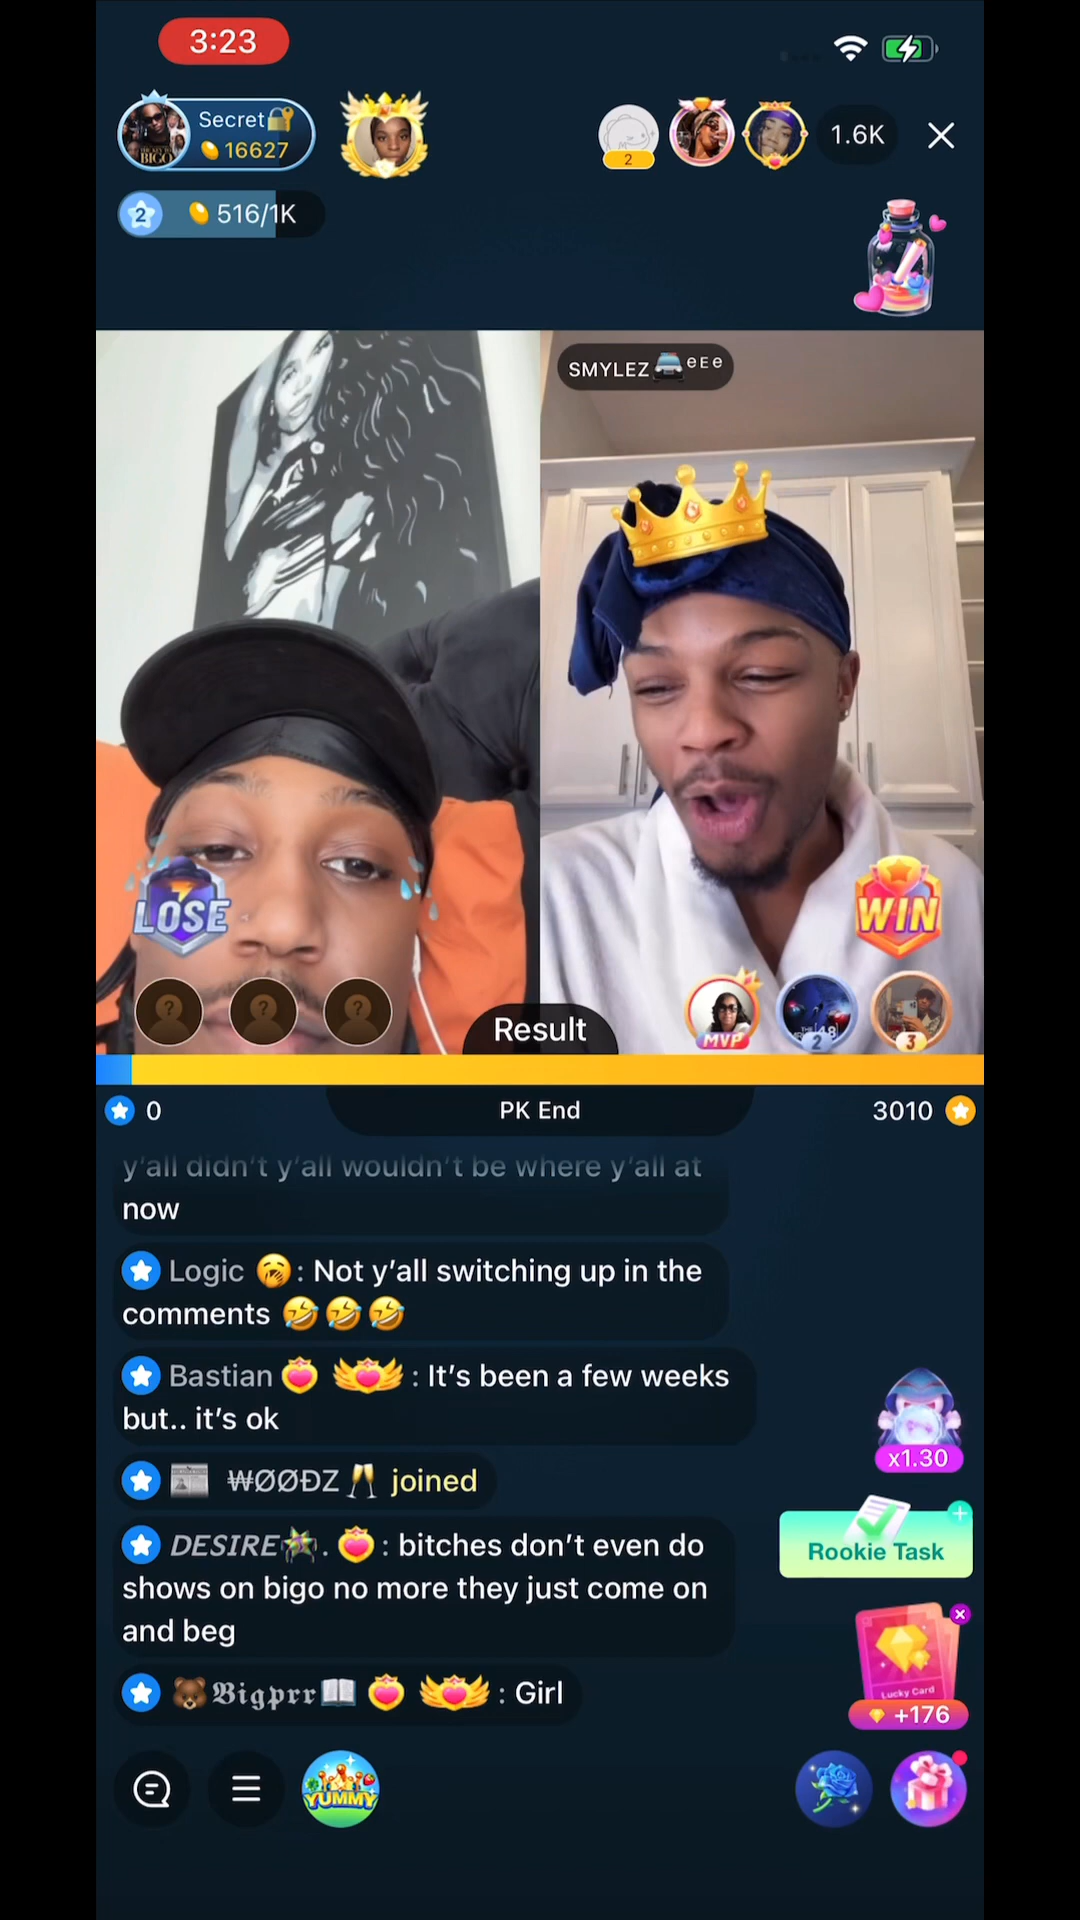 3:23
Secret
16627
BIGO
2
1.6K
2
516/1K
SMYLEZ eEe
LOSE
WIN
MVP
2
3
Result
0
PK End
3010
y'all didn't y'all wouldn't be where y'all at
now
Logic 🥱: Not y'all switching up in the
comments 🤣🤣🤣
Bastian : It's been a few weeks
but.. it's ok
₩ØØĐZ🥂 joined
x1.30
DESIRE. : bitches don't even do
shows on bigo no more they just come on
and beg
Rookie Task
🐻𝕭𝖎𝖌𝖕𝖗𝖗📖 : Girl
Lucky Card
+176
YUMMY